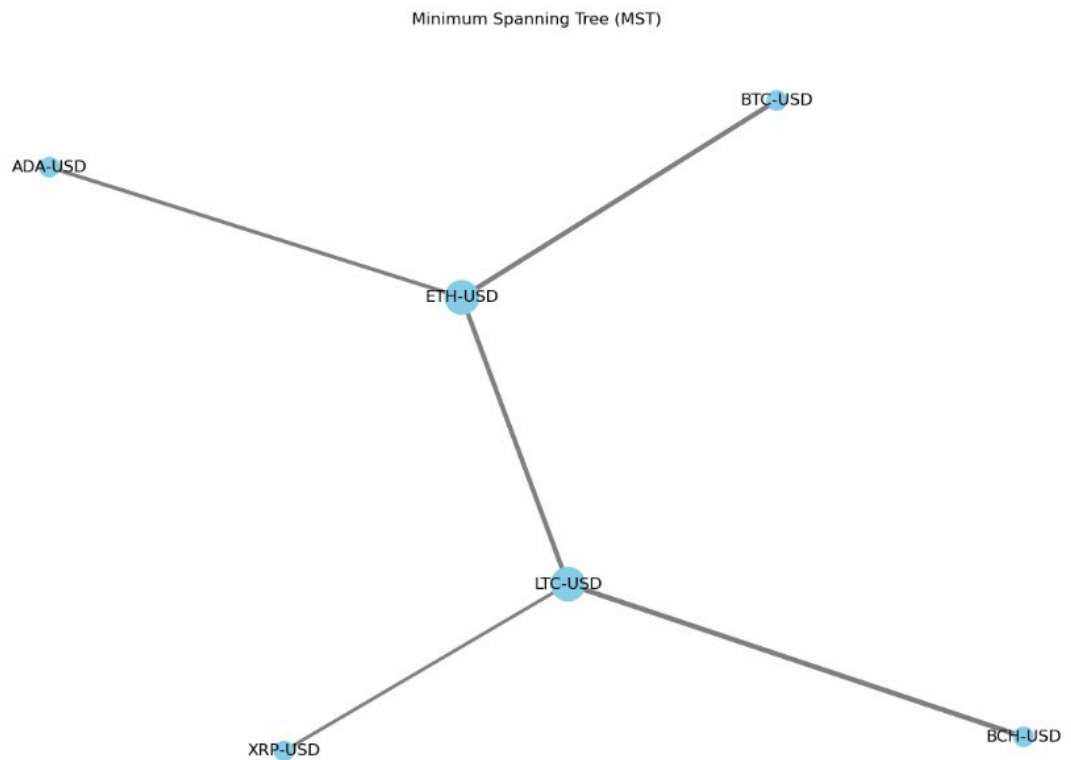 Minimum Spanning Tree (MST)
BTC-USD
ADA-USD
ETH-USD
LTC-USD
BCH-USD
XRP-USD